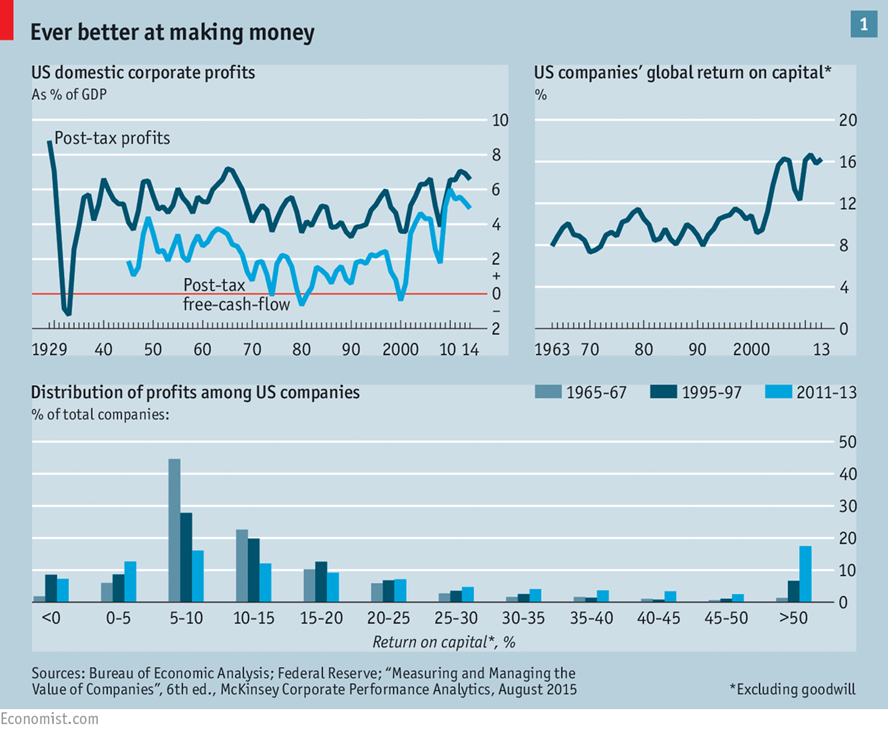 Ever better at making money
1
US domestic corporate profits
As % of GDP
Post-tax profits
Post-tax
free-cash-flow
10
8
6
4
2
+
0
–
2
1929 40 50 60 70 80 90 2000 10 14
US companies’ global return on capital*
%
20
16
12
8
4
0
1963 70 80 90 2000 13
Distribution of profits among US companies
% of total companies:
1965-67 1995-97 2011-13
50
40
30
20
10
0
<0 0-5 5-10 10-15 15-20 20-25 25-30 30-35 35-40 40-45 45-50 >50
Return on capital*, %
Sources: Bureau of Economic Analysis; Federal Reserve; “Measuring and Managing the
Value of Companies”, 6th ed., McKinsey Corporate Performance Analytics, August 2015
*Excluding goodwill
Economist.com